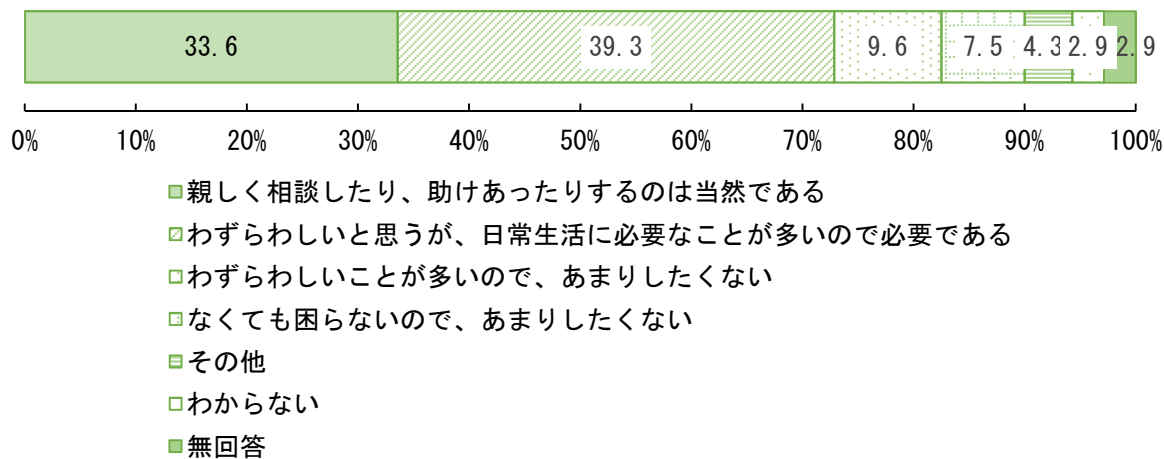 33.6 39.3 9.6 7.5 4.3 2.9 2.9
0% 10% 20% 30% 40% 50% 60% 70% 80% 90% 100%
親しく相談したり、助けあったりするのは当然である
わずらわしいと思うが、日常生活に必要なことが多いので必要である
わずらわしいことが多いので、あまりしたくない
なくても困らないので、あまりしたくない
その他
わからない
無回答